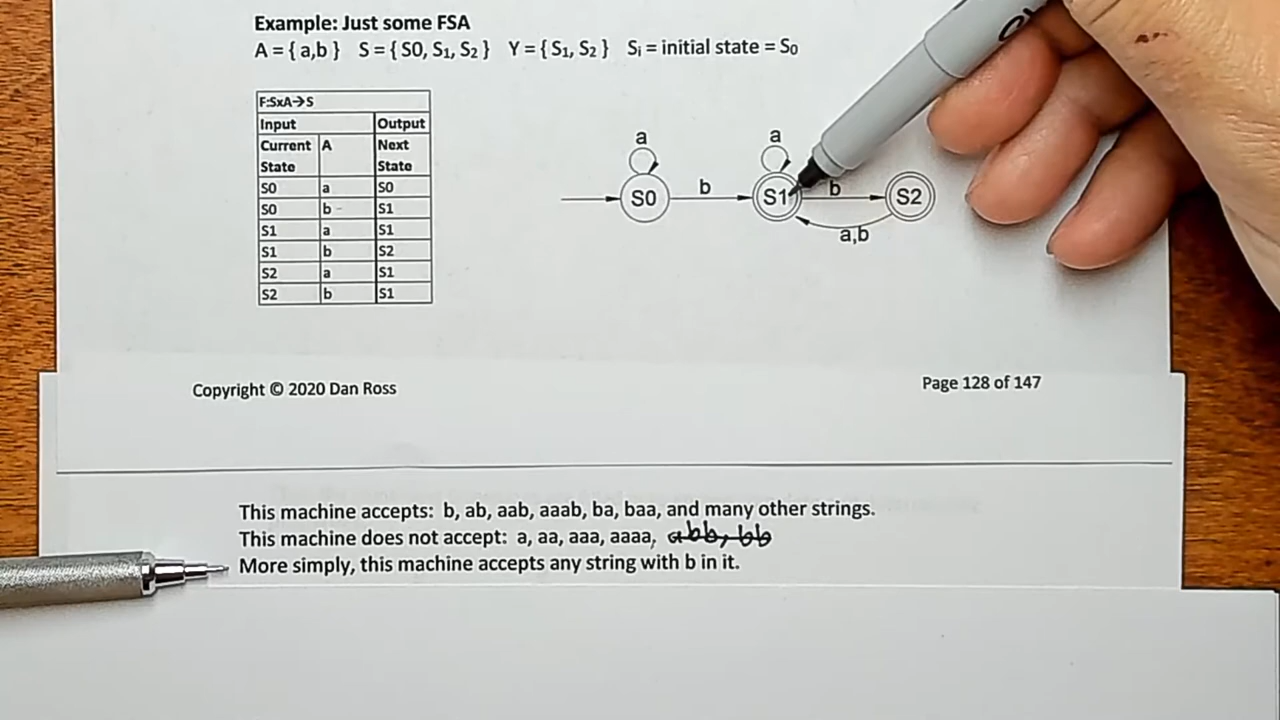 Example: Just some FSA
A = { a,b } S = { S0, S₁, S₂ } Y = { S₁, S₂ } Sᵢ = initial state = S₀
F:SxA→S
Input Output
Current State A Next State
S0 a S0
S0 b S1
S1 a S1
S1 b S2
S2 a S1
S2 b S1
a a
S0 b S1 b S2
a,b
Copyright © 2020 Dan Ross
Page 128 of 147
This machine accepts: b, ab, aab, aaab, ba, baa, and many other strings.
This machine does not accept: a, aa, aaa, aaaa, abb, bb
More simply, this machine accepts any string with b in it.